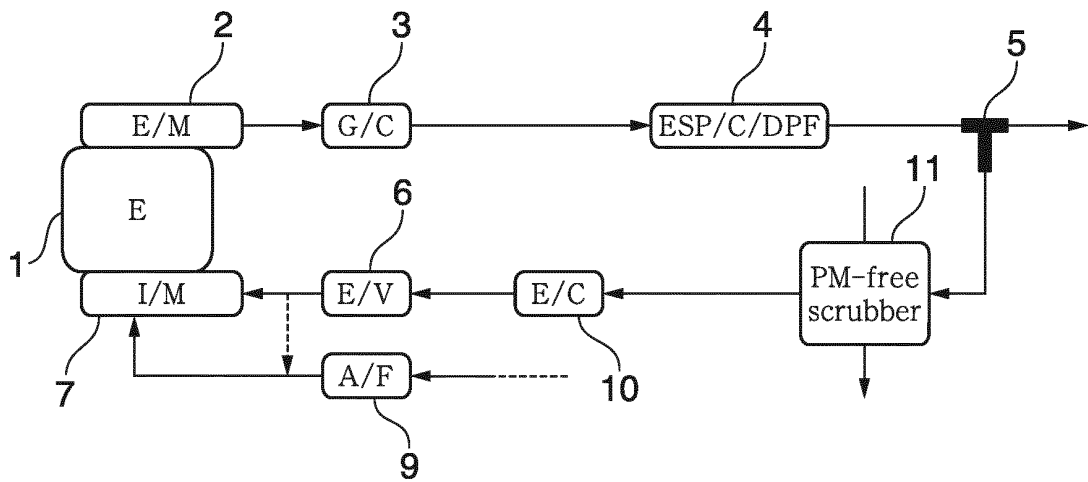 2
3
4
5
E/M
G/C
ESP/C/DPF
11
E
6
1
PM-free
scrubber
I/M
E/V
E/C
A/F
7
10
9